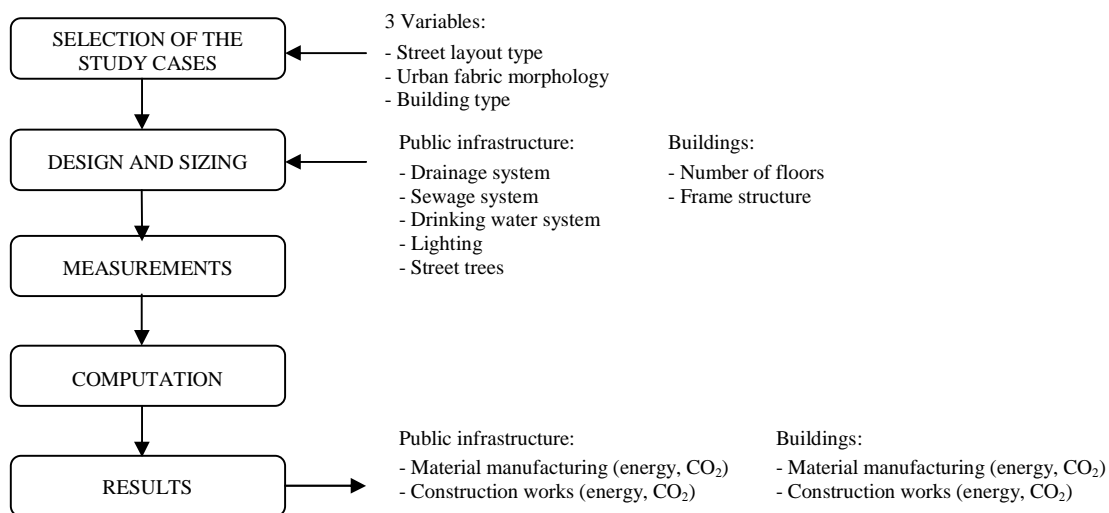 SELECTION OF THE
STUDY CASES
3 Variables:
- Street layout type
- Urban fabric morphology
- Building type
DESIGN AND SIZING
Public infrastructure:
- Drainage system
- Sewage system
- Drinking water system
- Lighting
- Street trees
Buildings:
- Number of floors
- Frame structure
MEASUREMENTS
COMPUTATION
RESULTS
Public infrastructure:
- Material manufacturing (energy, CO₂)
- Construction works (energy, CO₂)
Buildings:
- Material manufacturing (energy, CO₂)
- Construction works (energy, CO₂)